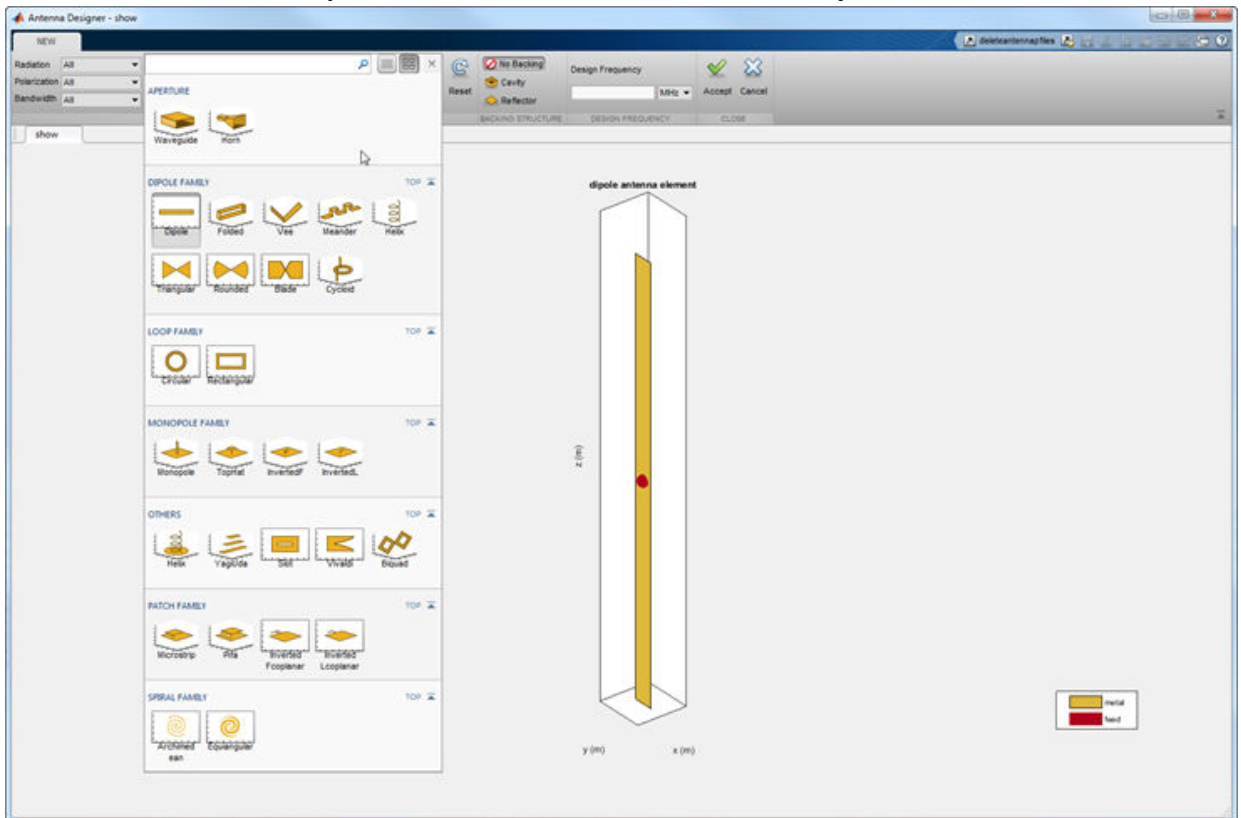 Antenna Designer - show
NEW
deleteantennapfiles
Radiation All
Polarization All
Bandwidth All
Reset
No Backing
Cavity
Reflector
BACKING STRUCTURE
Design Frequency
MHz
DESIGN FREQUENCY
Accept Cancel
CLOSE
show
APERTURE
Waveguide Horn
DIPOLE FAMILY TOP
Dipole Folded Vee Meander Helix
Triangular Rounded Blade Cycloid
LOOP FAMILY TOP
Circular Rectangular
MONOPOLE FAMILY TOP
Monopole TopHat InvertedF InvertedL
OTHERS TOP
Helix YagiUda Slot Vivaldi Biquad
PATCH FAMILY TOP
Microstrip Pifa Inverted Inverted
Fcoplanar Lcoplanar
SPIRAL FAMILY TOP
Archimed Equiangular
ean
dipole antenna element
z (m)
y (m) x (m)
metal
feed